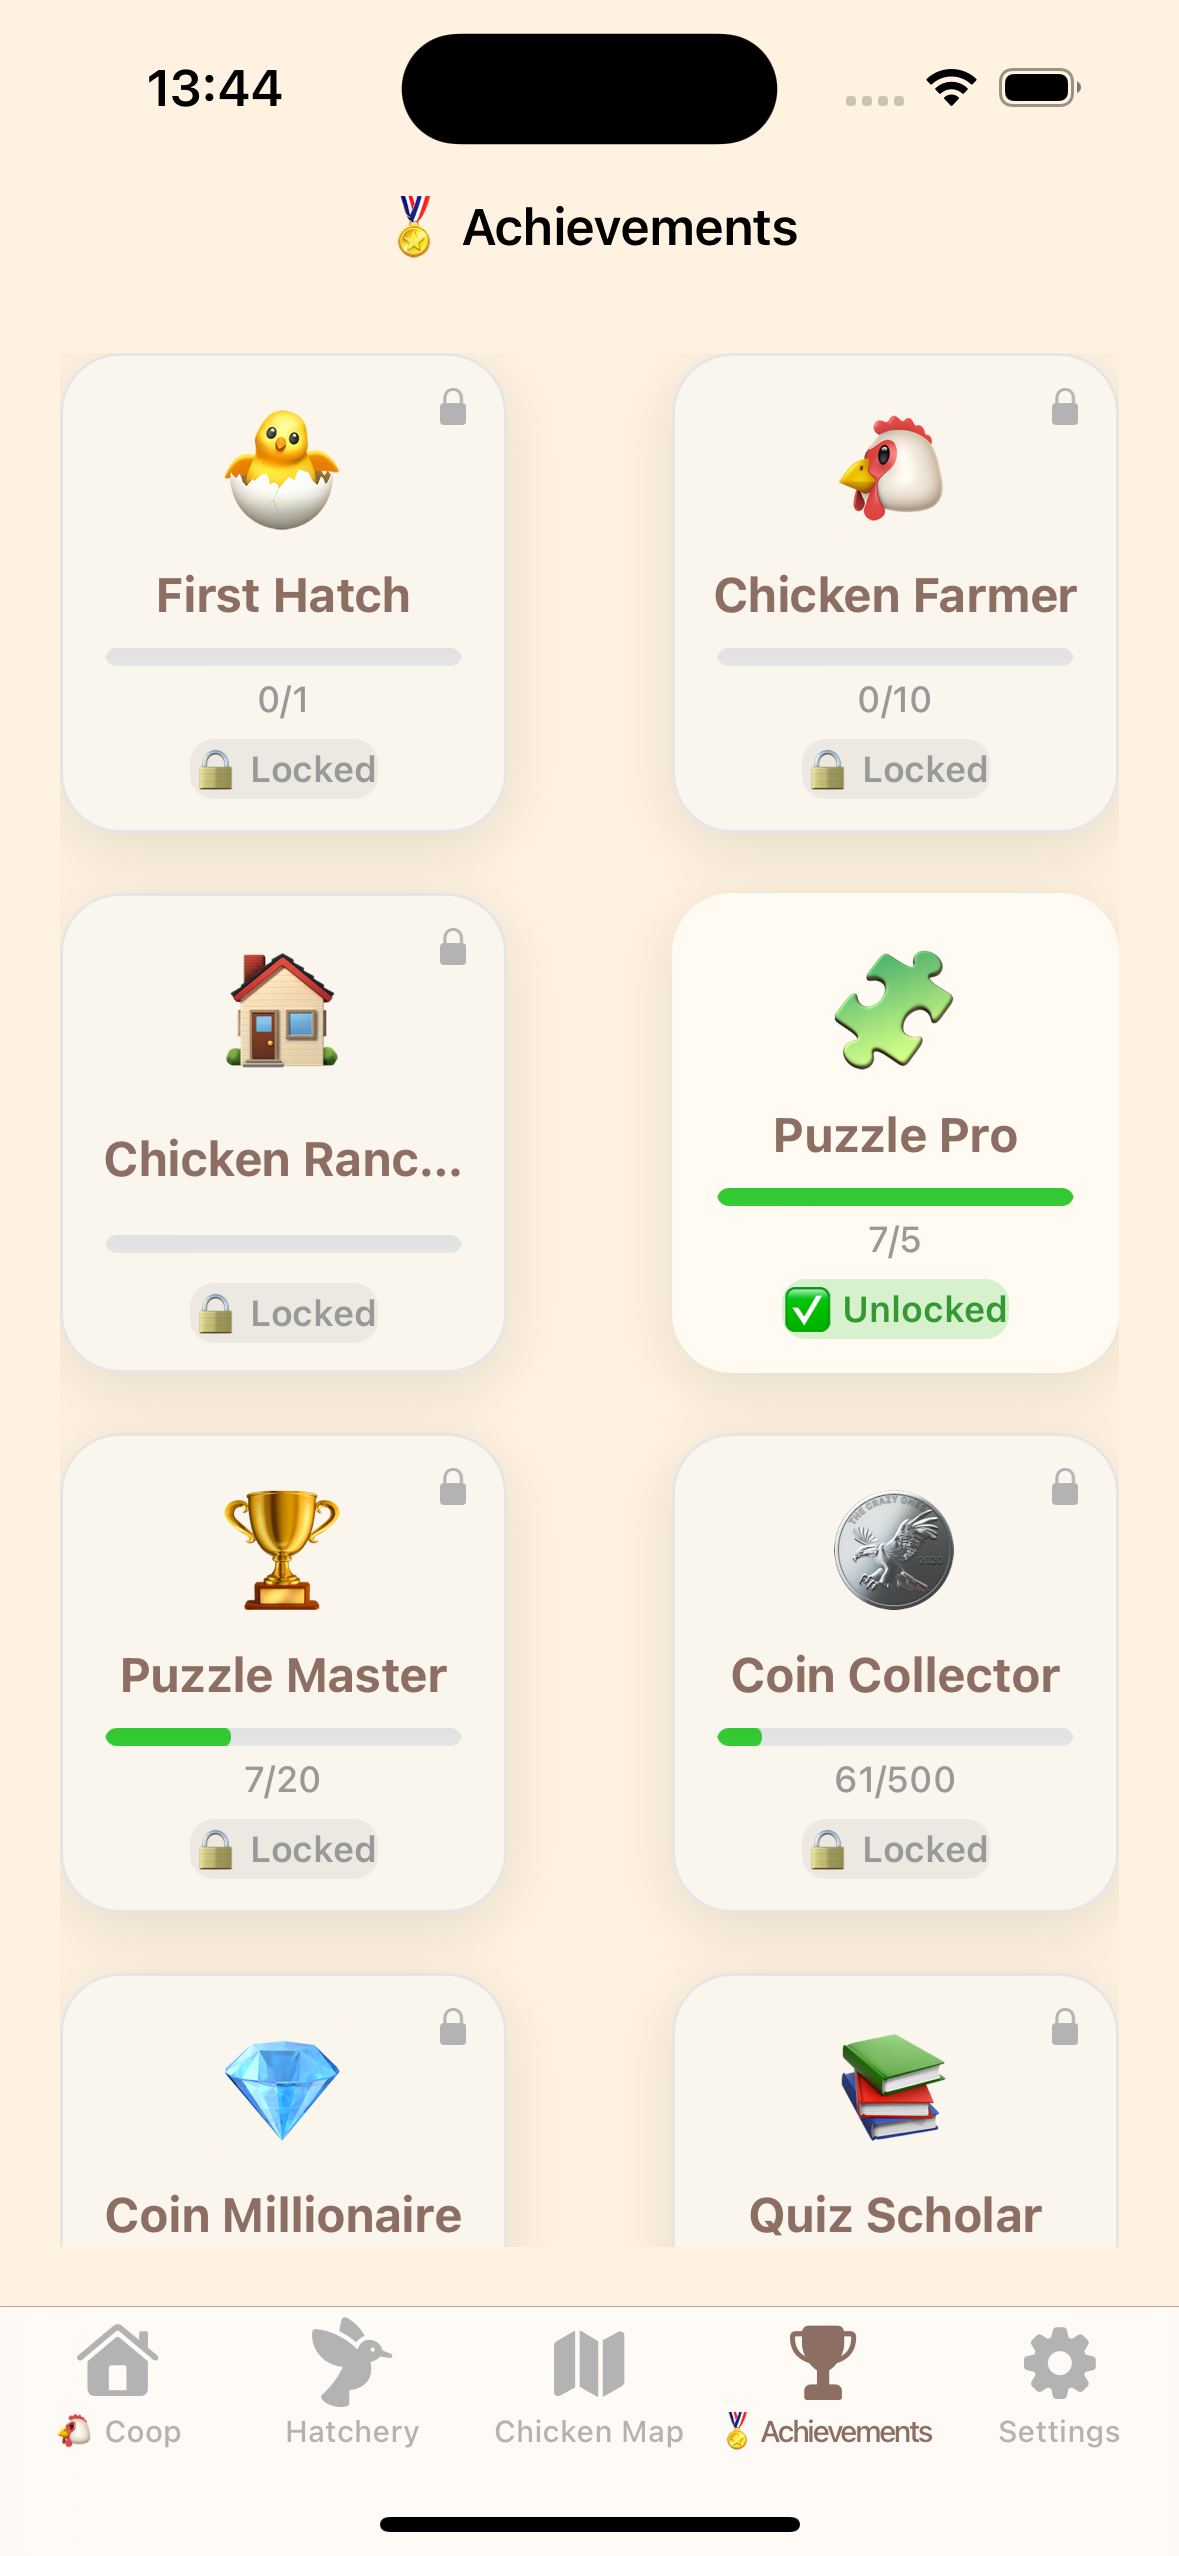 13:44
🏅 Achievements
First Hatch
0/1
🔒 Locked
Chicken Farmer
0/10
🔒 Locked
Chicken Ranc...
🔒 Locked
Puzzle Pro
7/5
✅ Unlocked
Puzzle Master
7/20
🔒 Locked
THE CRAZY ONES
2020
Coin Collector
61/500
🔒 Locked
Coin Millionaire
Quiz Scholar
🐔 Coop
Hatchery
Chicken Map
🏅 Achievements
Settings